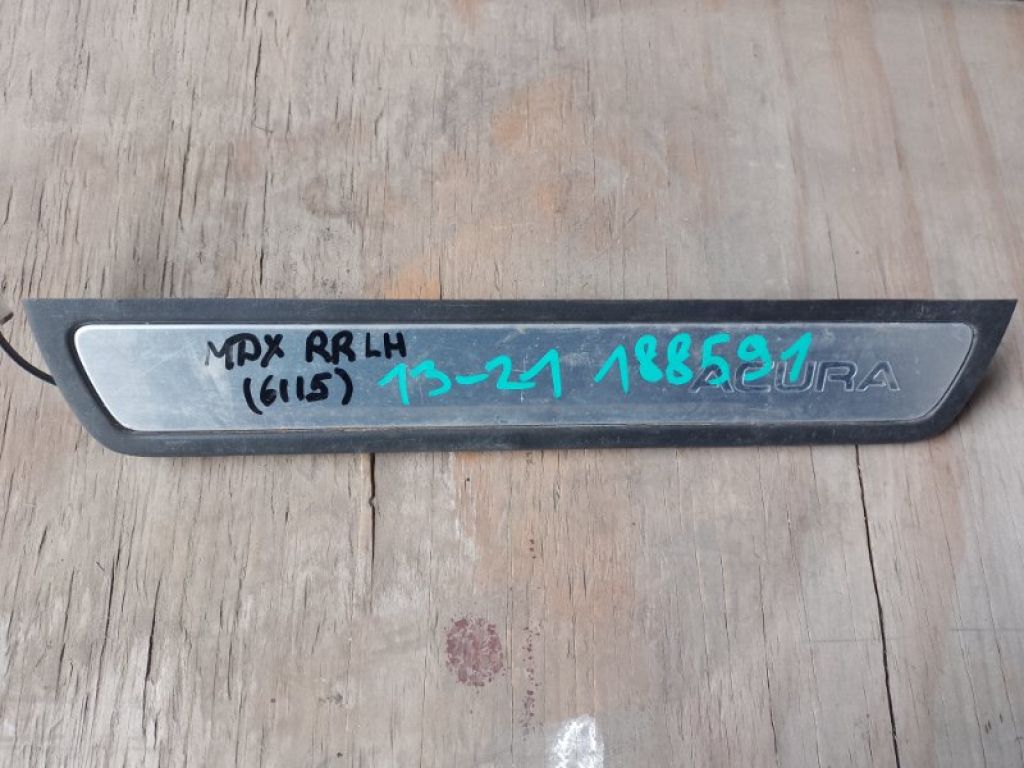 MDX RR LH
(6115)
13-21 188591
ACURA